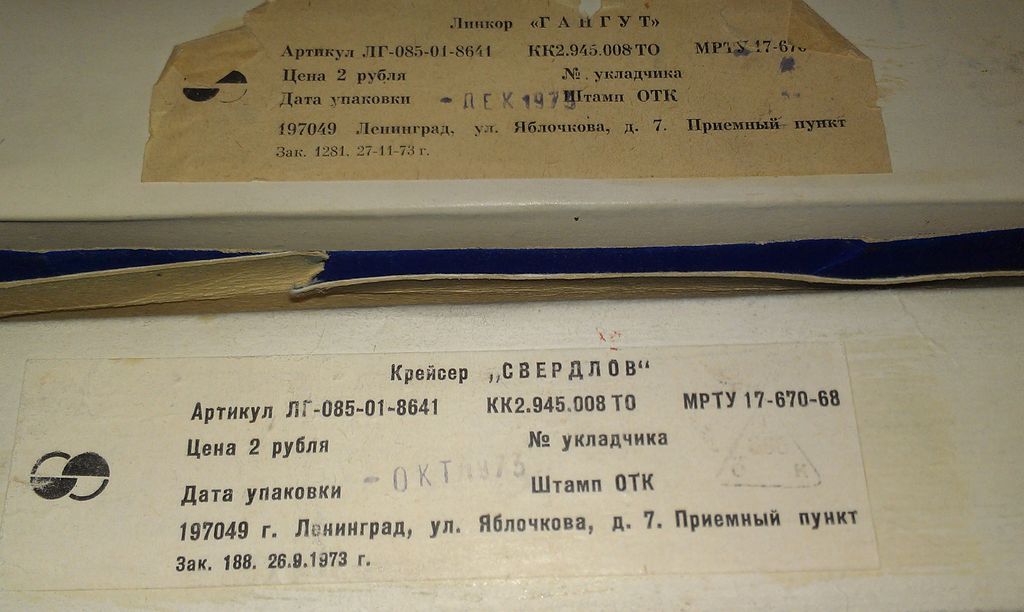 Линкор «ГАНГУТ»
Артикул ЛГ-085-01-8641 КК2.945.008 ТО МРТУ 17-670
Цена 2 рубля № укладчика
Дата упаковки - ДЕК 1973 Штамп ОТК
197049 Ленинград, ул. Яблочкова, д. 7. Приемный пункт
Зак. 1281. 27-11-73 г.
Крейсер „СВЕРДЛОВ“
Артикул ЛГ-085-01-8641 КК2.945.008 ТО МРТУ 17-670-68
Цена 2 рубля № укладчика
Дата упаковки - ОКТ 1973 Штамп ОТК
197049 г. Ленинград, ул. Яблочкова, д. 7. Приемный пункт
Зак. 188. 26.9.1973 г.